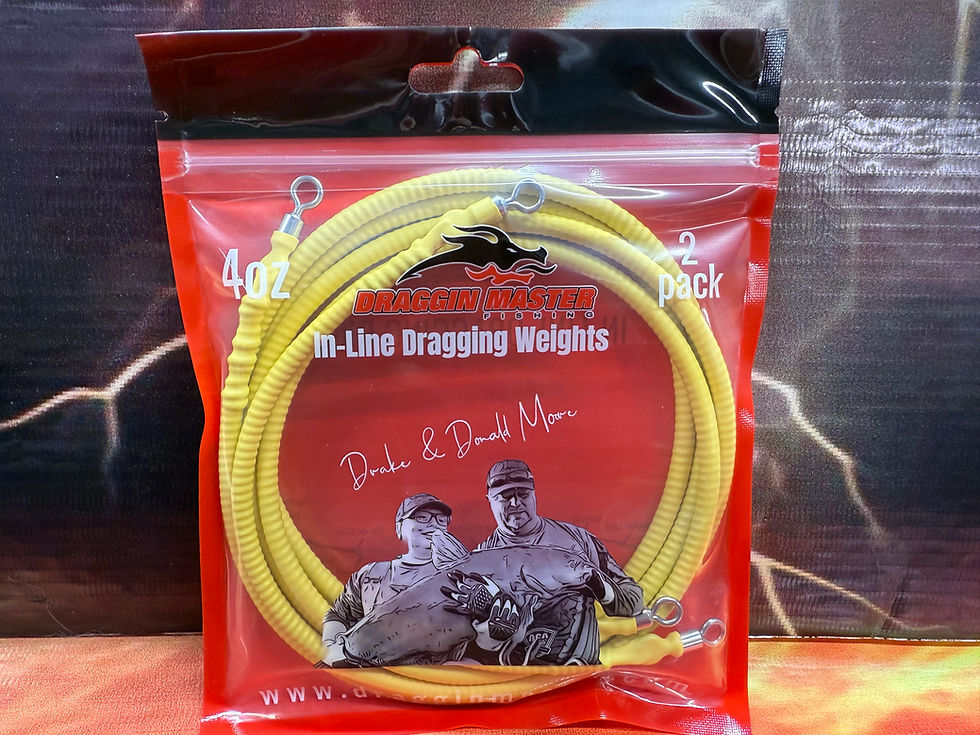 4oz
2
pack
DRAGGIN MASTER
FISHING
In-Line Dragging Weights
Drake & Donald Moore